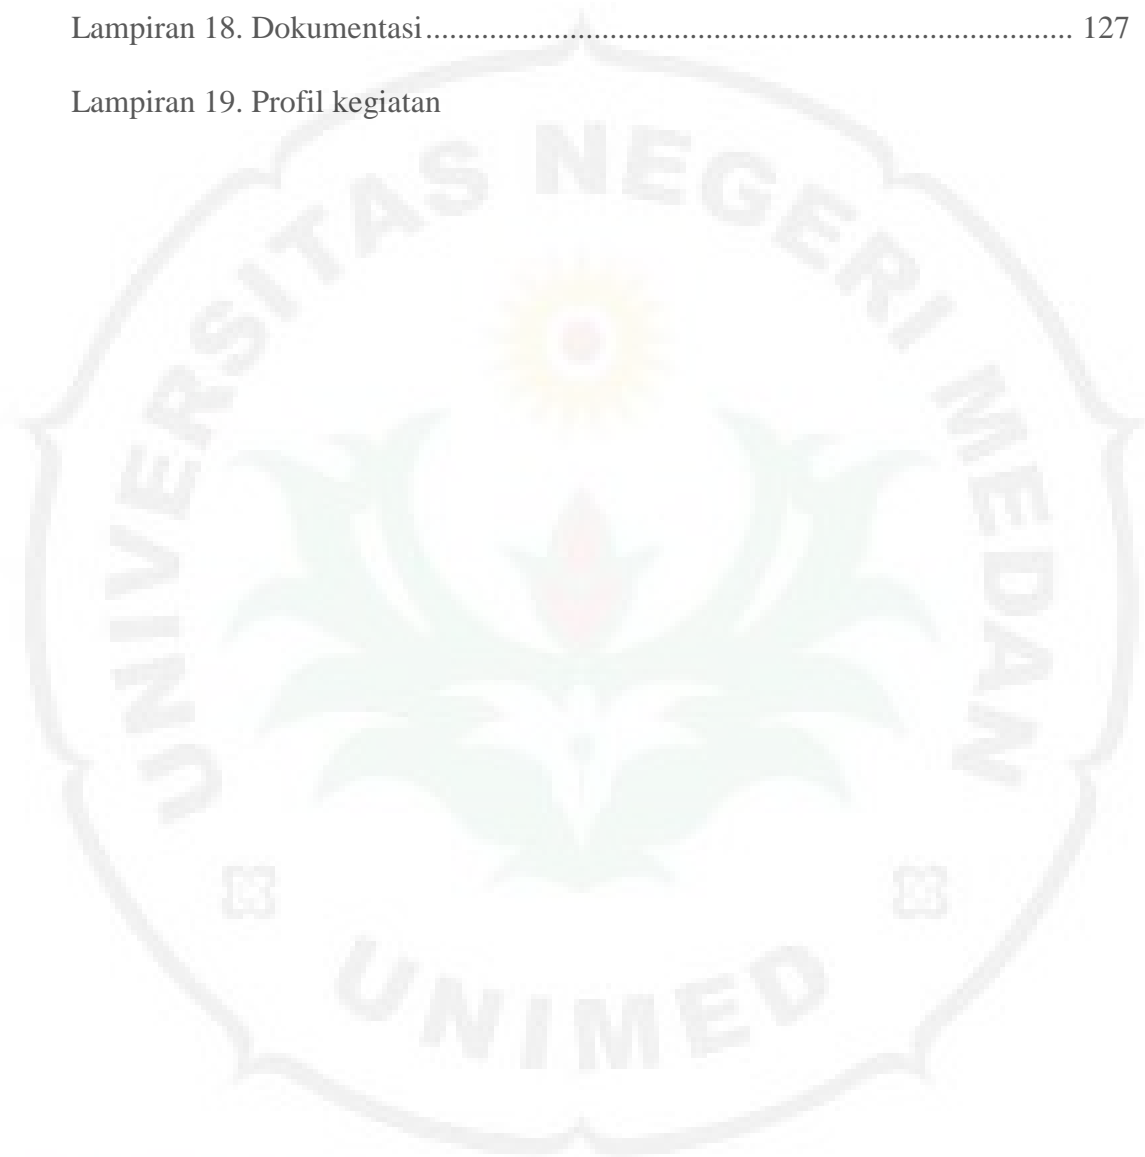 Lampiran 18. Dokumentasi................................................................................. 127
Lampiran 19. Profil kegiatan
UNIVERSITAS NEGERI MEDAN
UNIMED